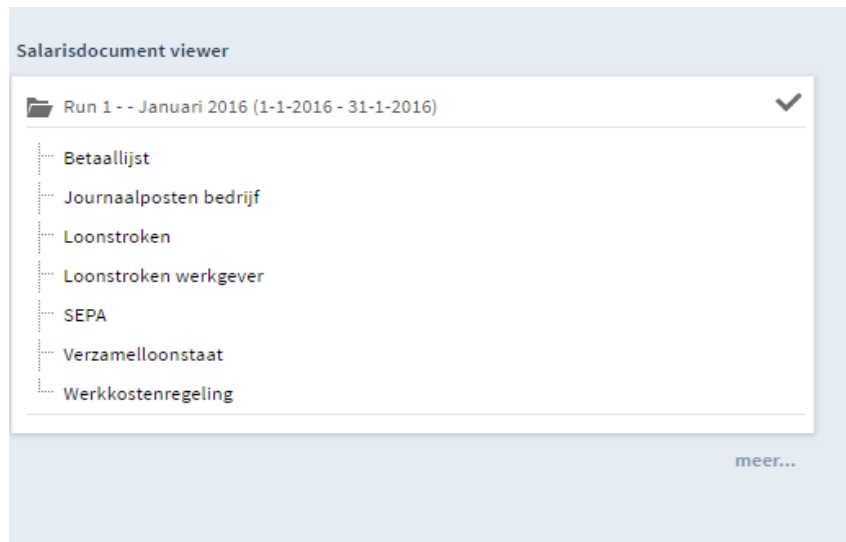 Salarisdocument viewer
Run 1 - - Januari 2016 (1-1-2016 - 31-1-2016)
Betaallijst
Journaalposten bedrijf
Loonstroken
Loonstroken werkgever
SEPA
Verzamelloonstaat
Werkkostenregeling
meer...